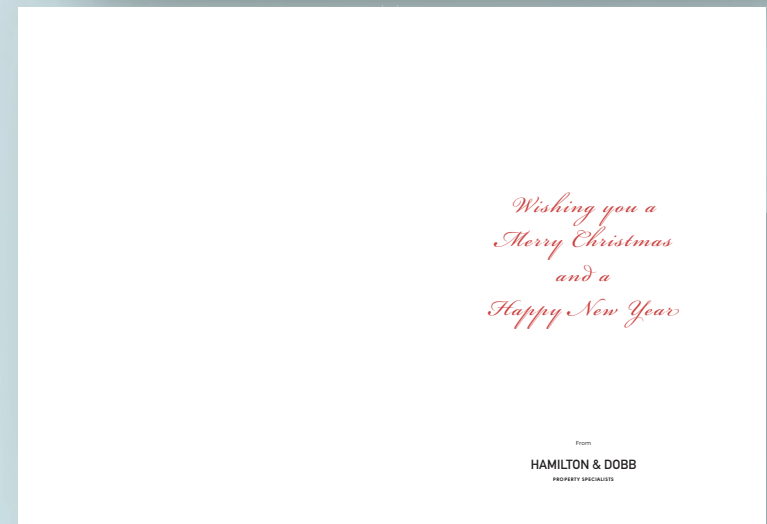 Wishing you a
Merry Christmas
and a
Happy New Year
From
HAMILTON & DOBB
PROPERTY SPECIALISTS